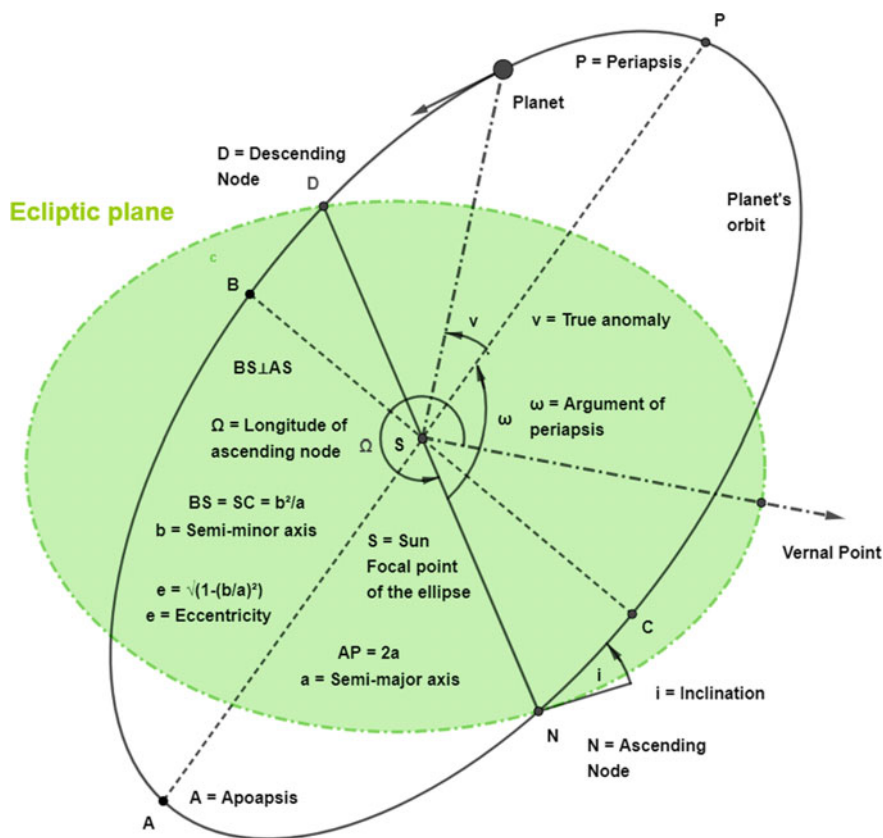 P
P = Periapsis
Planet
D = Descending
Node
D
Ecliptic plane
Planet's
orbit
c
B
v
v = True anomaly
BS⊥AS
Ω = Longitude of
ascending node
Ω
S
ω
ω = Argument of
periapsis
BS = SC = b²/a
b = Semi-minor axis
S = Sun
Focal point
of the ellipse
Vernal Point
e = √(1-(b/a)²)
e = Eccentricity
C
AP = 2a
a = Semi-major axis
i
i = Inclination
N
N = Ascending
Node
A = Apoapsis
A